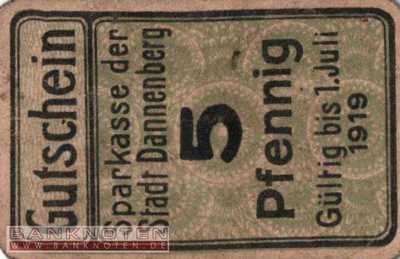 Gutschein
Sparkasse der
Stadt Dannenberg
5
Pfennig
Gültig bis 1. Juli
1919
BANKNOTEN
WWW.BANKNOTEN.DE